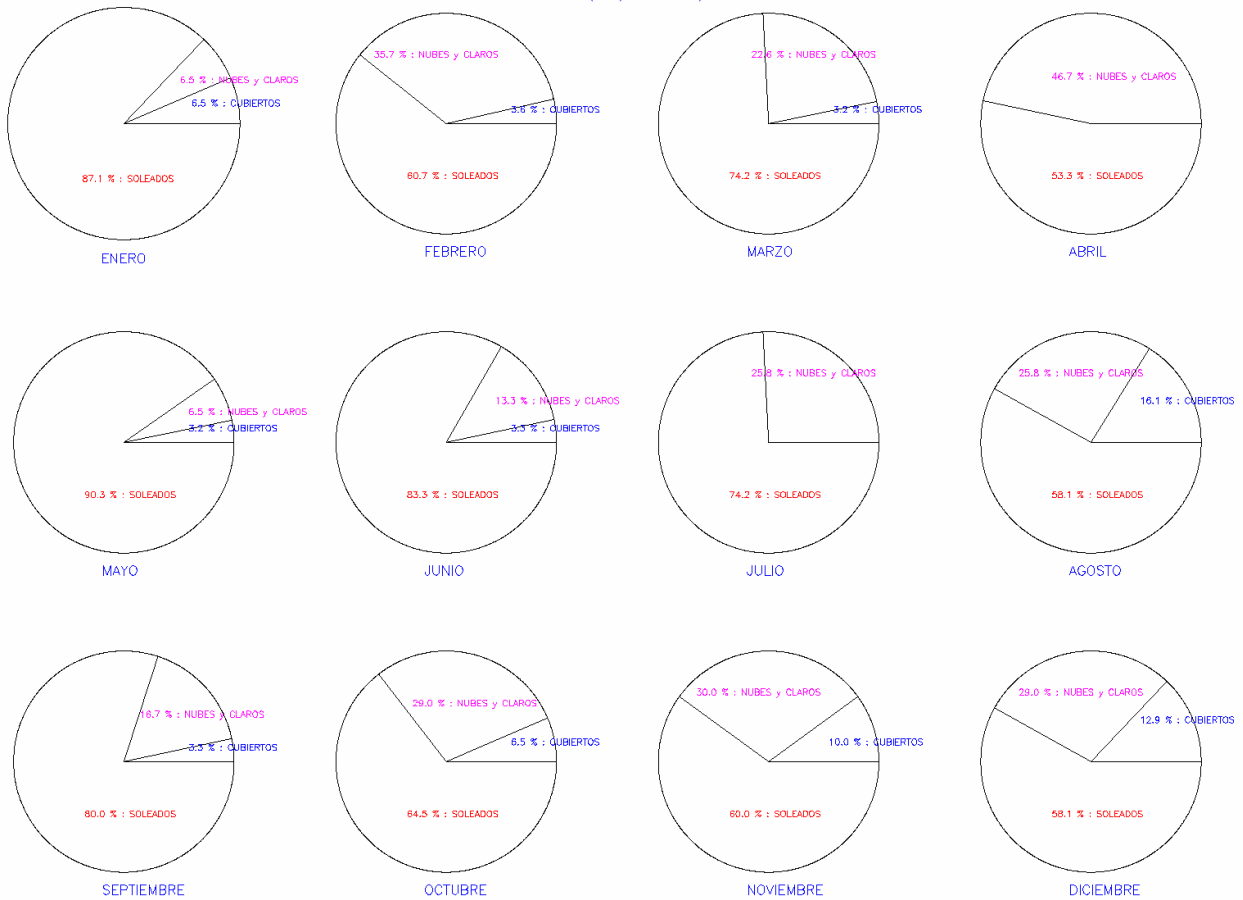 35.7 % : NUBES y CLAROS
22.6 % : NUBES y CLAROS
6.5 % : NUBES y CLAROS
46.7 % : NUBES y CLAROS
6.5 % : CUBIERTOS
3.6 % : CUBIERTOS
3.2 % : CUBIERTOS
87.1 % : SOLEADOS
60.7 % : SOLEADOS
74.2 % : SOLEADOS
53.3 % : SOLEADOS
ENERO
FEBRERO
MARZO
ABRIL
6.5 % : NUBES y CLAROS
13.3 % : NUBES y CLAROS
25.8 % : NUBES y CLAROS
25.8 % : NUBES y CLAROS
3.2 % : CUBIERTOS
3.3 % : CUBIERTOS
16.1 % : CUBIERTOS
90.3 % : SOLEADOS
83.3 % : SOLEADOS
74.2 % : SOLEADOS
58.1 % : SOLEADOS
MAYO
JUNIO
JULIO
AGOSTO
16.7 % : NUBES y CLAROS
29.0 % : NUBES y CLAROS
30.0 % : NUBES y CLAROS
29.0 % : NUBES y CLAROS
3.3 % : CUBIERTOS
6.5 % : CUBIERTOS
10.0 % : CUBIERTOS
12.9 % : CUBIERTOS
80.0 % : SOLEADOS
64.5 % : SOLEADOS
60.0 % : SOLEADOS
58.1 % : SOLEADOS
SEPTIEMBRE
OCTUBRE
NOVIEMBRE
DICIEMBRE